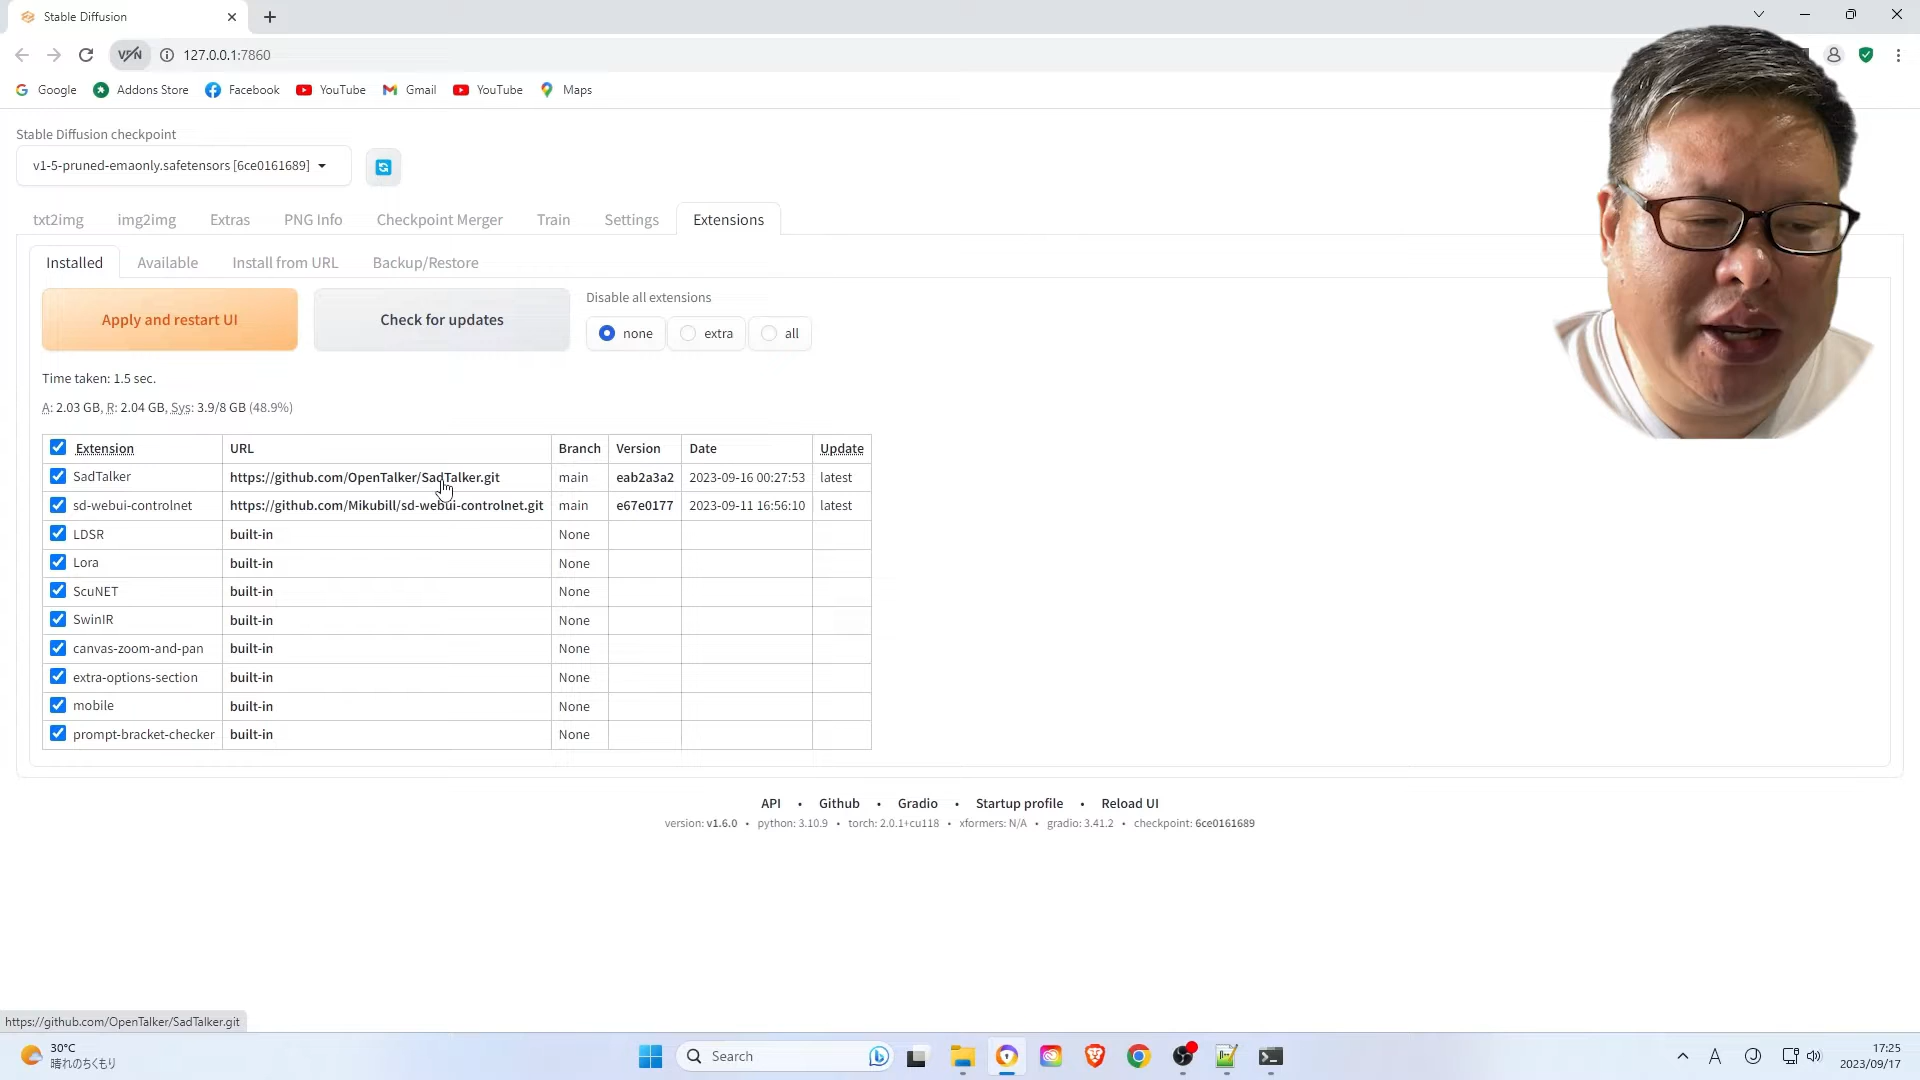 Stable Diffusion
127.0.0.1:7860
Google Addons Store Facebook YouTube Gmail YouTube Maps
Stable Diffusion checkpoint
v1-5-pruned-emaonly.safetensors [6ce0161689]
txt2img img2img Extras PNG Info Checkpoint Merger Train Settings Extensions
Installed Available Install from URL Backup/Restore
Disable all extensions
Apply and restart UI Check for updates none extra all
Time taken: 1.5 sec.
A: 2.03 GB, R: 2.04 GB, Sys: 3.9/8 GB (48.9%)
Extension URL Branch Version Date Update
SadTalker https://github.com/OpenTalker/SadTalker.git main eab2a3a2 2023-09-16 00:27:53 latest
sd-webui-controlnet https://github.com/Mikubill/sd-webui-controlnet.git main e67e0177 2023-09-11 16:56:10 latest
LDSR built-in None
Lora built-in None
ScuNET built-in None
SwinIR built-in None
canvas-zoom-and-pan built-in None
extra-options-section built-in None
mobile built-in None
prompt-bracket-checker built-in None
API • Github • Gradio • Startup profile • Reload UI
version: v1.6.0 • python: 3.10.9 • torch: 2.0.1+cu118 • xformers: N/A • gradio: 3.41.2 • checkpoint: 6ce0161689
https://github.com/OpenTalker/SadTalker.git
30°C
晴れのちくもり
Search
A
17:25
2023/09/17